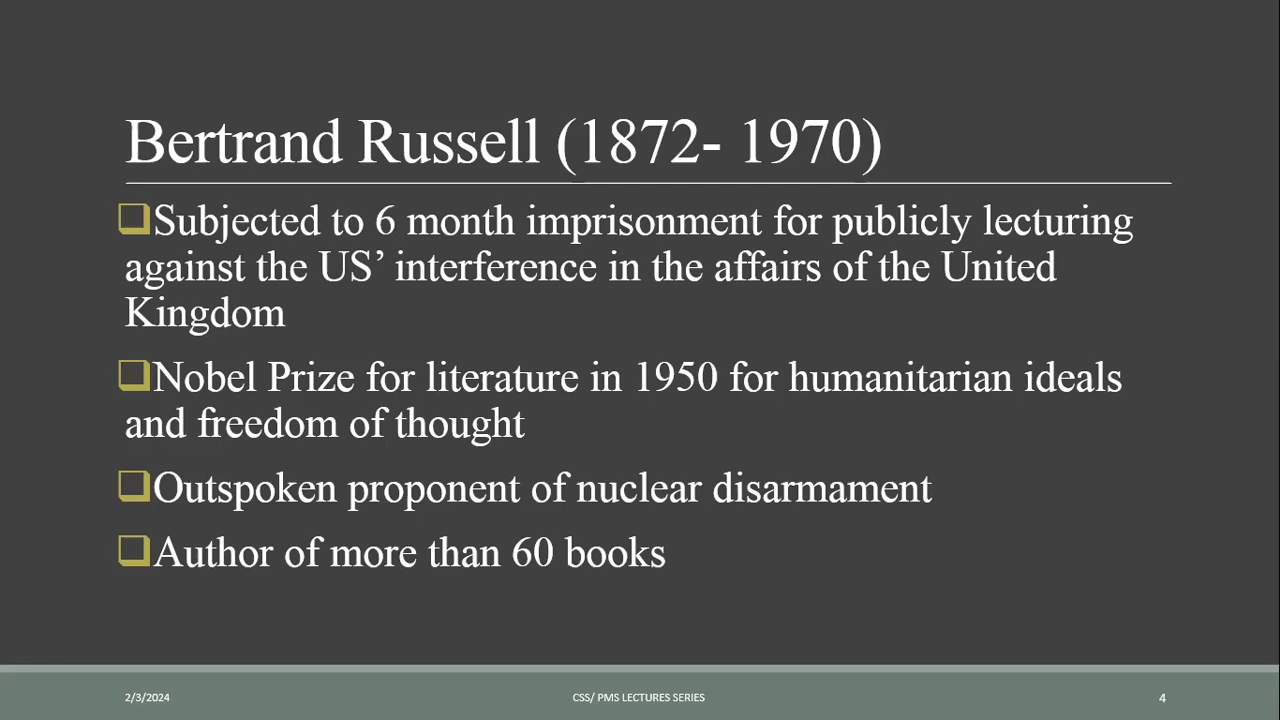 Bertrand Russell (1872- 1970)
Subjected to 6 month imprisonment for publicly lecturing
against the US’ interference in the affairs of the United
Kingdom
Nobel Prize for literature in 1950 for humanitarian ideals
and freedom of thought
Outspoken proponent of nuclear disarmament
Author of more than 60 books
2/3/2024
CSS/ PMS LECTURES SERIES
4